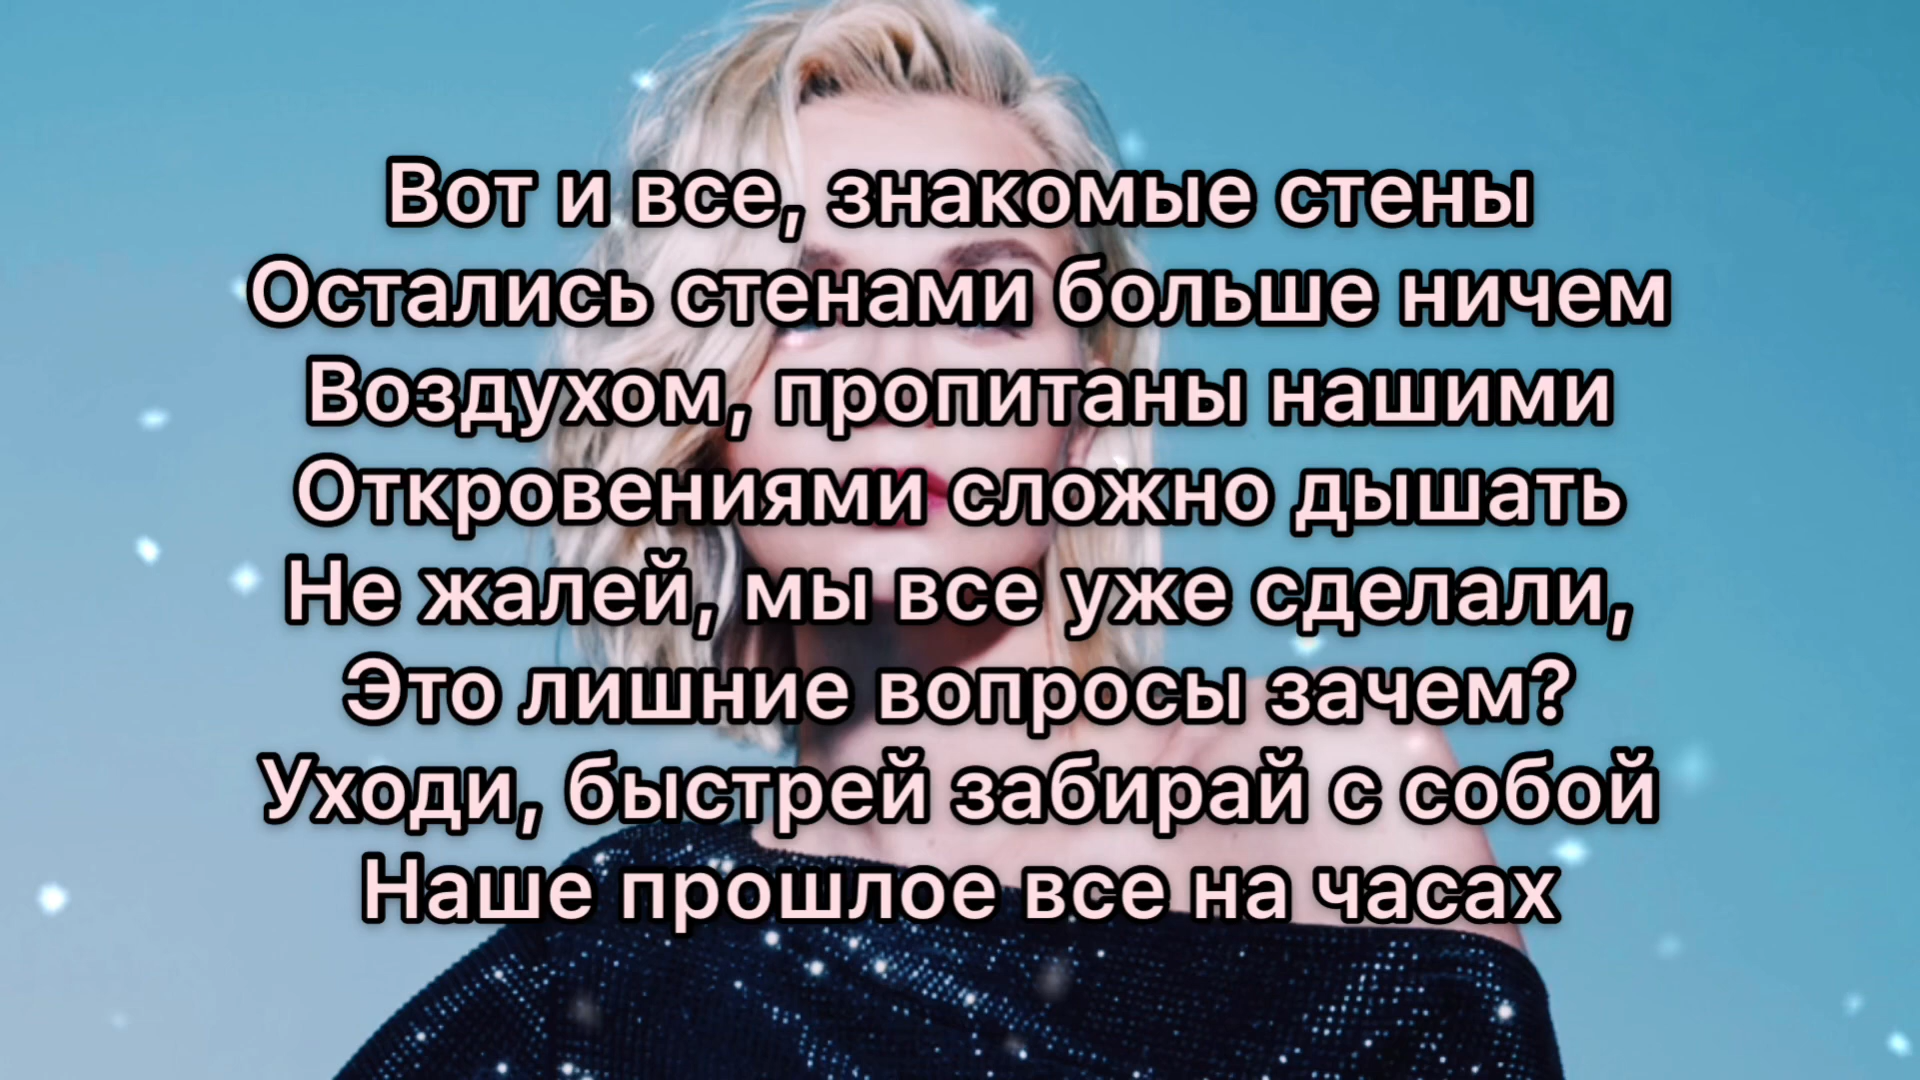 Вот и все, знакомые стены
Остались стенами больше ничем
Воздухом, пропитаны нашими
Откровениями сложно дышать
Не жалей, мы все уже сделали,
Это лишние вопросы зачем?
Уходи, быстрей забирай с собой
Наше прошлое все на часах